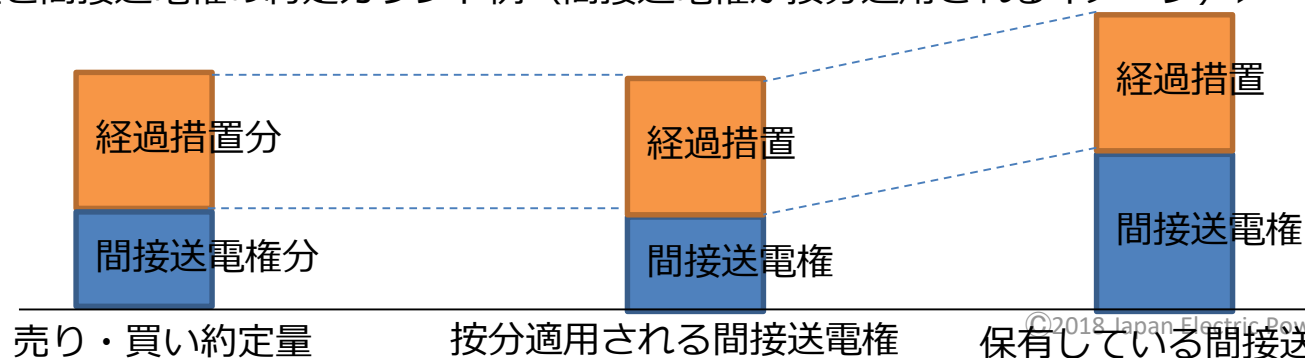 経過措置
経過措置分
経過措置
間接送電権
間接送電権分
間接送電権
売り・買い約定量
按分適用される間接送電権
保有している間接送
©2018 Japan Electric Pow